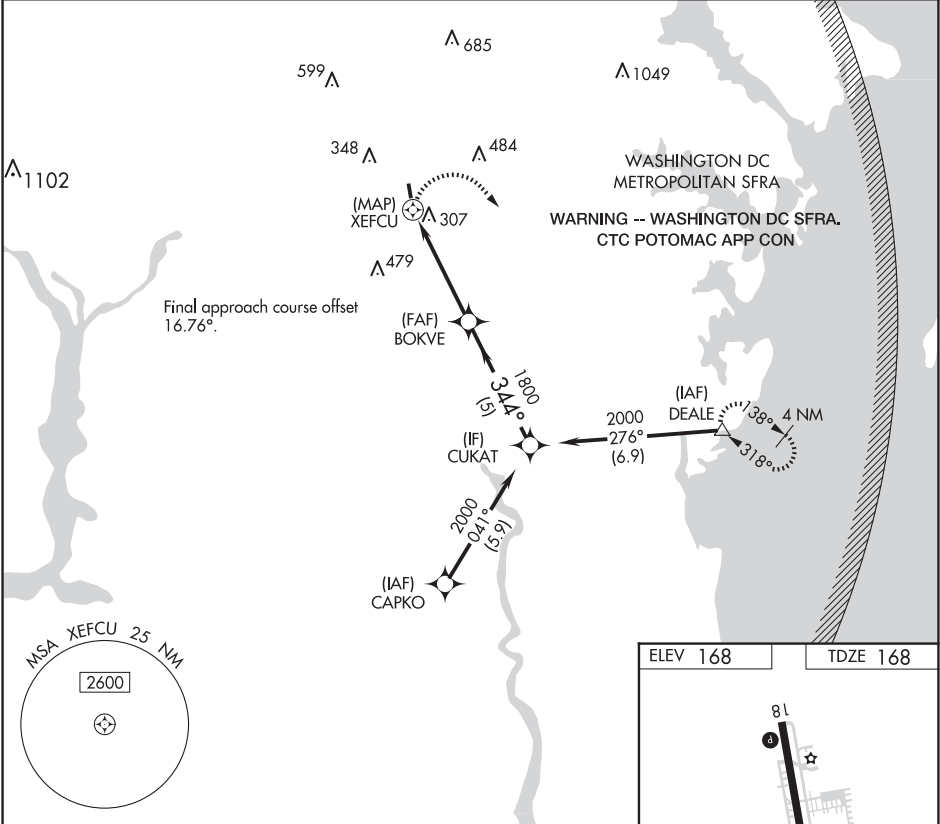 685
599
1049
348
484
1102
WASHINGTON DC
METROPOLITAN SFRA
(MAP)
XEFCU
307
WARNING -- WASHINGTON DC SFRA.
CTC POTOMAC APP CON
479
Final approach course offset
16.76°.
(FAF)
BOKVE
1800
344°
(5)
(IAF)
DEALE
138°
4 NM
318°
2000
276°
(6.9)
(IF)
CUKAT
2000
041°
(5.9)
(IAF)
CAPKO
MSA XEFCU 25 NM
2600
ELEV 168
TDZE 168
18
P